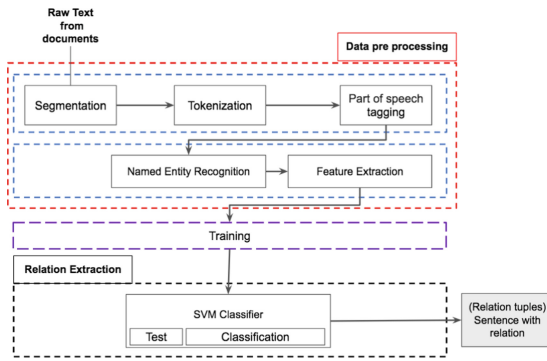 Raw Text
from
documents
Data pre processing
Segmentation
Tokenization
Part of speech
tagging
Named Entity Recognition
Feature Extraction
Training
Relation Extraction
SVM Classifier
Test
Classification
(Relation tuples)
Sentence with
relation